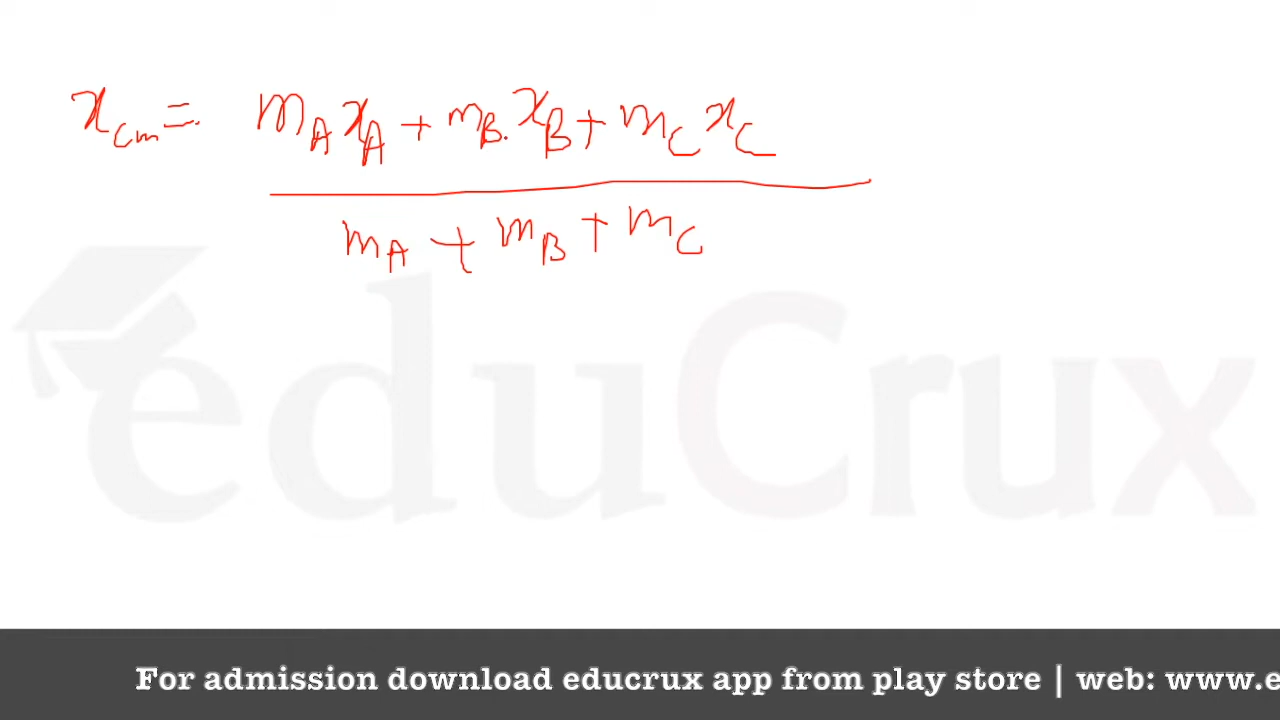 x_cm = m_A x_A + m_B . x_B + m_C x_C
m_A + m_B + m_C
eduCrux
For admission download educrux app from play store | web: www.e